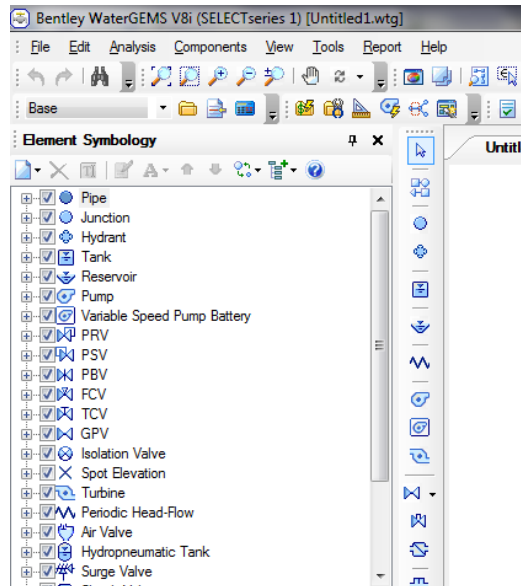 Bentley WaterGEMS V8i (SELECTseries 1) [Untitled1.wtg]
File Edit Analysis Components View Tools Report Help
Base
Element Symbology
Pipe
Junction
Hydrant
Tank
Reservoir
Pump
Variable Speed Pump Battery
PRV
PSV
PBV
FCV
TCV
GPV
Isolation Valve
Spot Elevation
Turbine
Periodic Head-Flow
Air Valve
Hydropneumatic Tank
Surge Valve
Untitl